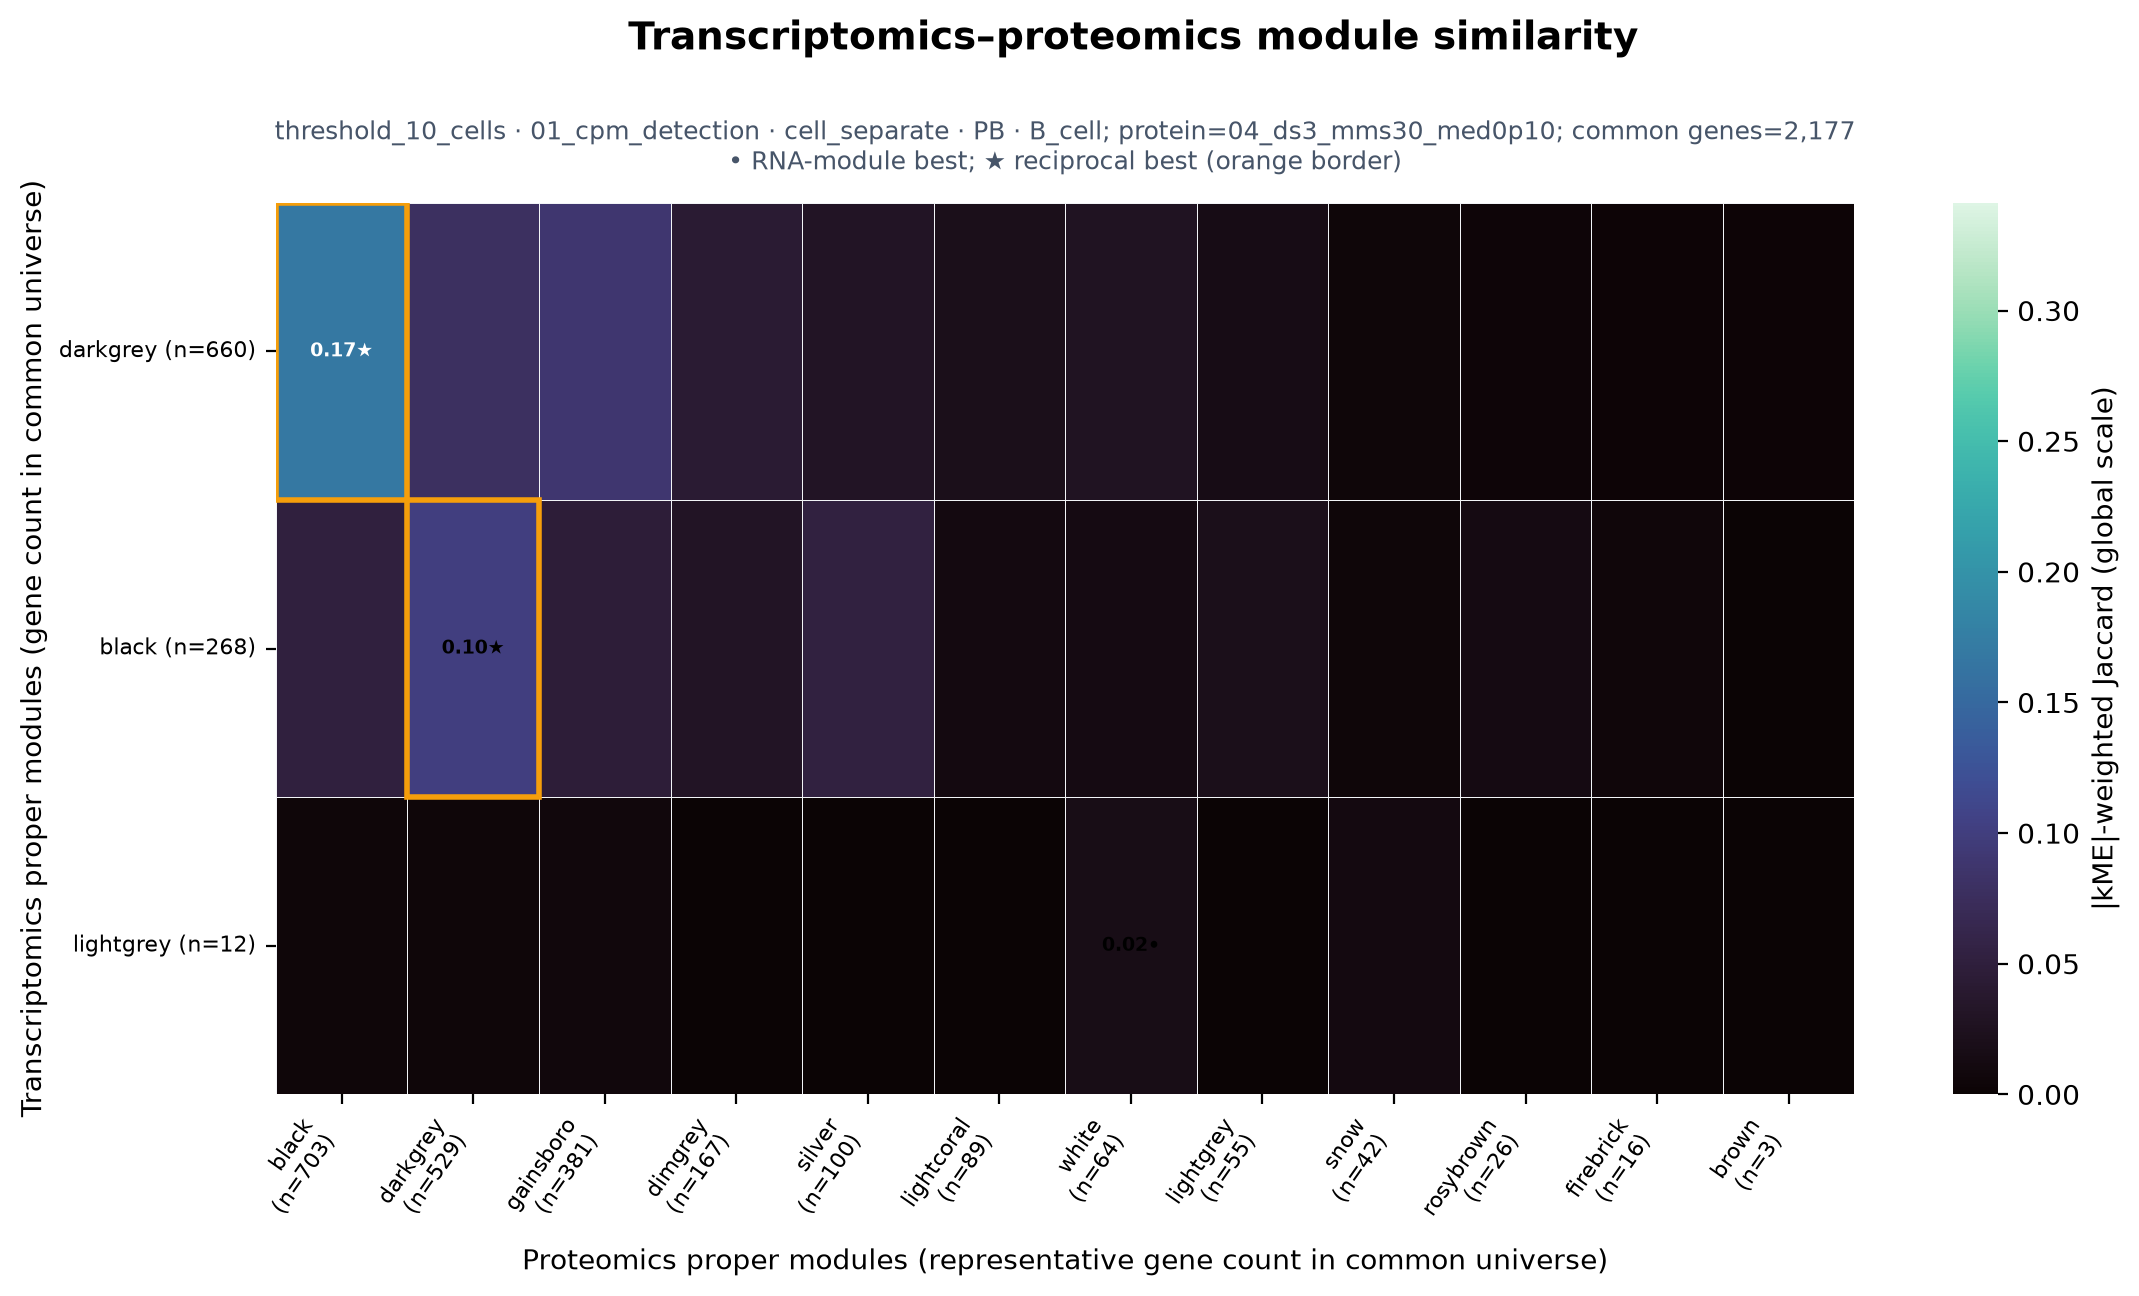 Transcriptomics–proteomics module similarity
threshold_10_cells · 01_cpm_detection · cell_separate · PB · B_cell; protein=04_ds3_mms30_med0p10; common genes=2,177
• RNA-module best; ★ reciprocal best (orange border)
Transcriptomics proper modules (gene count in common universe)
darkgrey (n=660)
black (n=268)
lightgrey (n=12)
0.17★
0.10★
0.02•
black
(n=703)
darkgrey
(n=529)
gainsboro
(n=381)
dimgrey
(n=167)
silver
(n=100)
lightcoral
(n=89)
white
(n=64)
lightgrey
(n=55)
snow
(n=42)
rosybrown
(n=26)
firebrick
(n=16)
brown
(n=3)
Proteomics proper modules (representative gene count in common universe)
0.30
0.25
0.20
0.15
0.10
0.05
0.00
|kME|-weighted Jaccard (global scale)